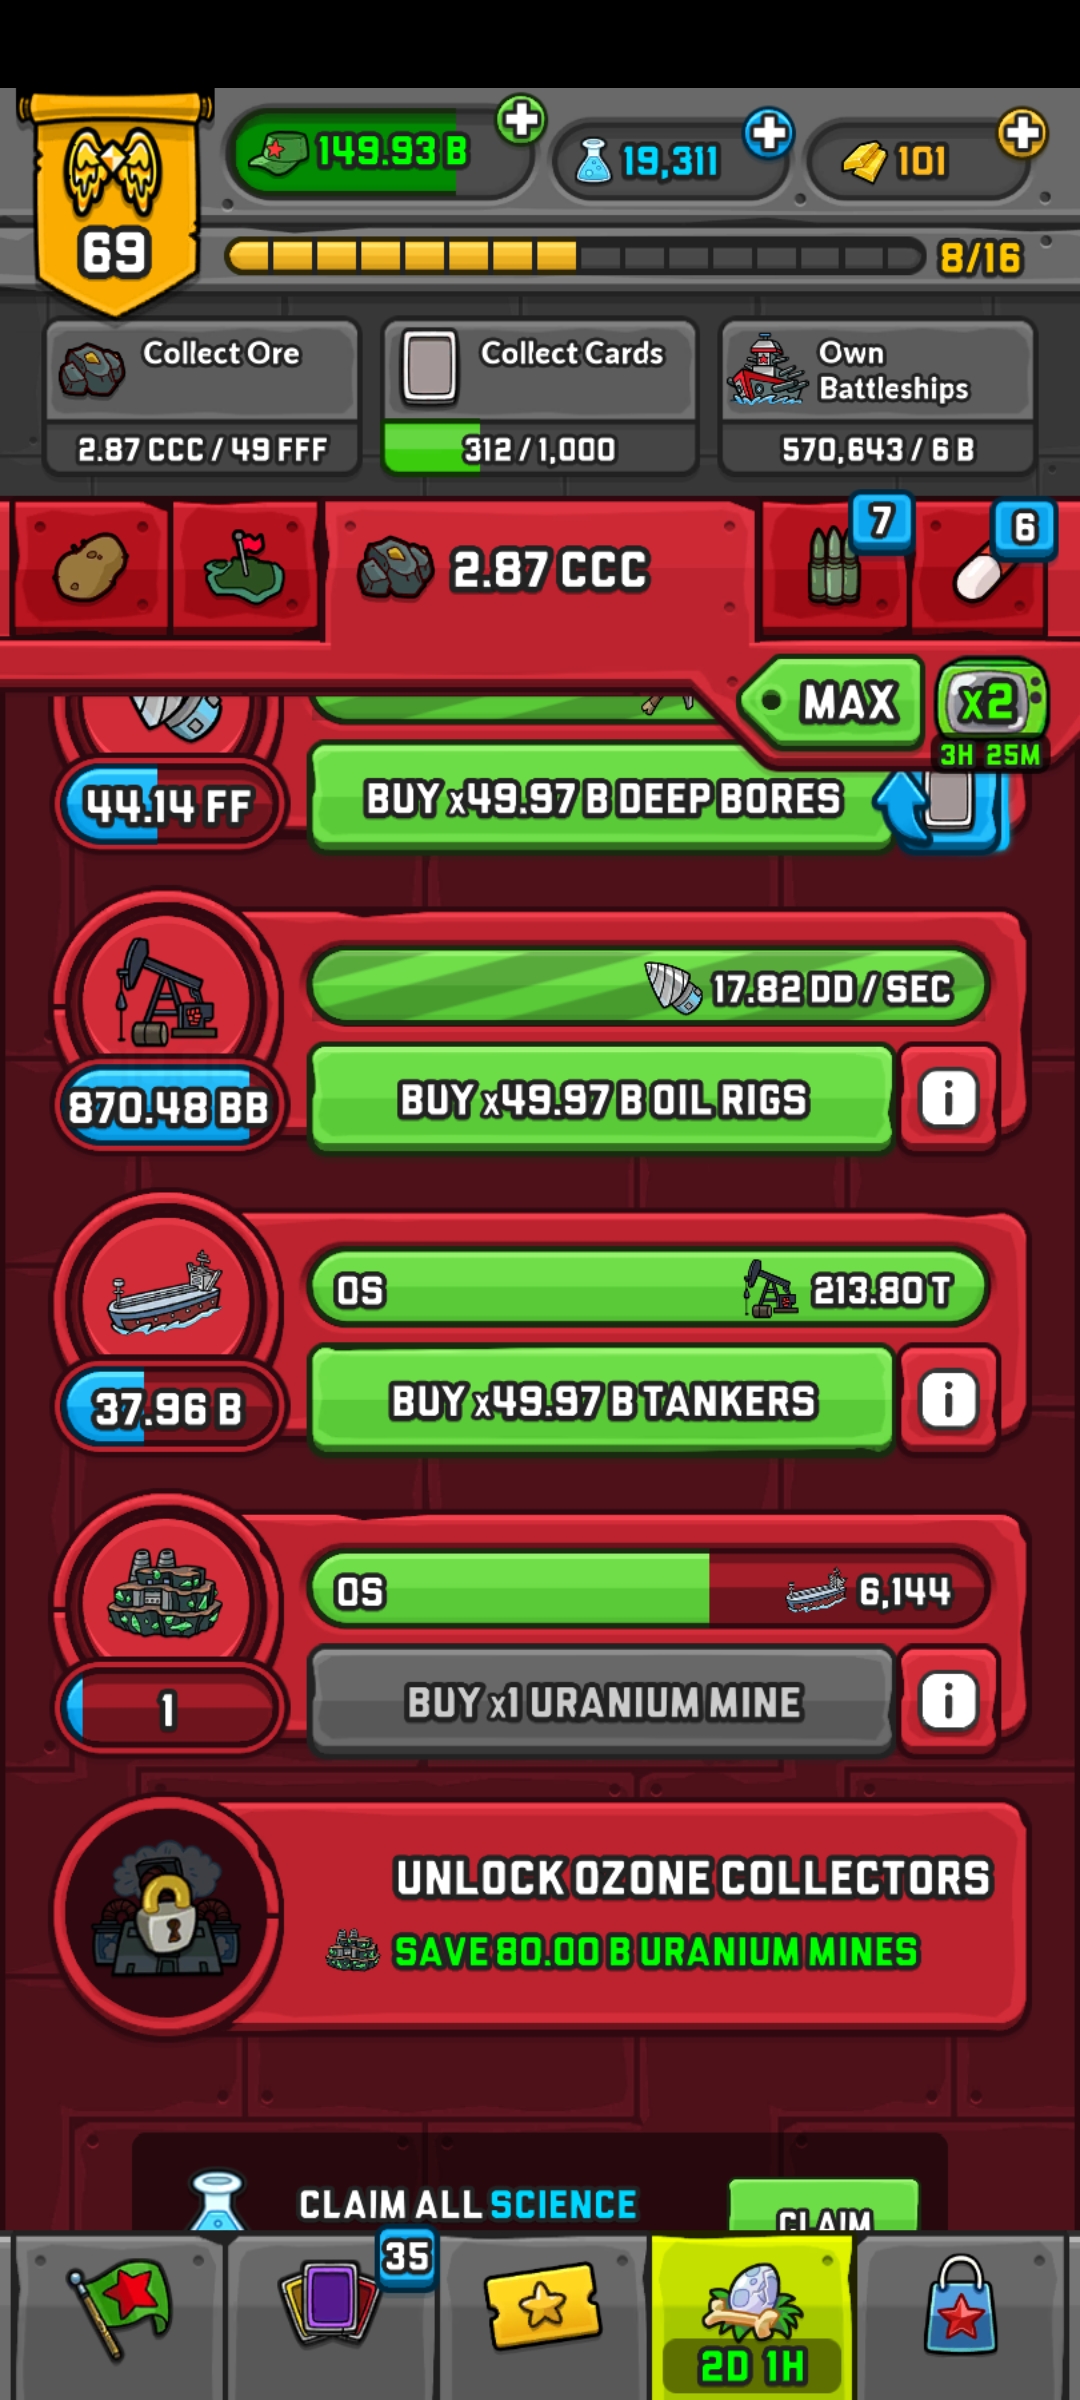 149.93 B
19,311
101
69
8/16
Collect Ore
2.87 CCC / 49 FFF
Collect Cards
312 / 1,000
Own
Battleships
570,643 / 6 B
2.87 CCC
7
6
MAX
x2
3H 25M
44.14 FF
BUY x49.97 B DEEP BORES
17.82 DD / SEC
870.48 BB
BUY x49.97 B OIL RIGS
i
0S
213.80 T
37.96 B
BUY x49.97 B TANKERS
i
0S
6,144
1
BUY x1 URANIUM MINE
i
UNLOCK OZONE COLLECTORS
SAVE 80.00 B URANIUM MINES
CLAIM ALL SCIENCE
CLAIM
35
2D 1H